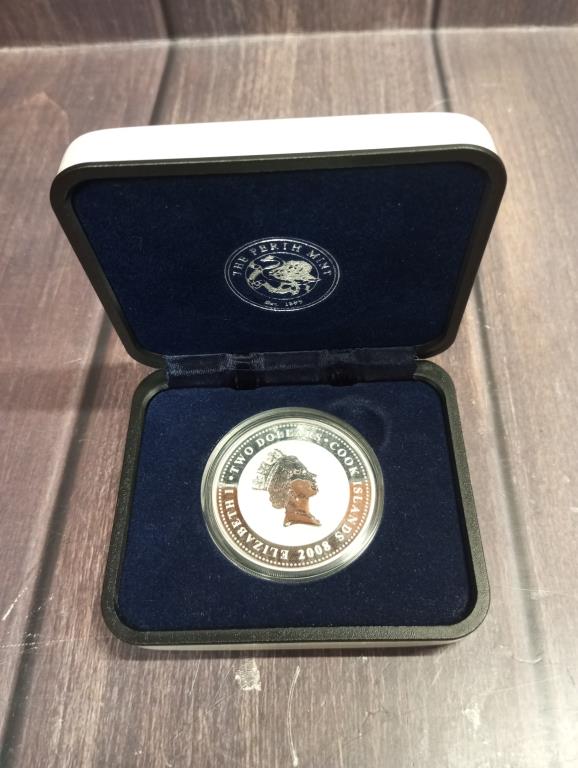 THE PERTH MINT
ELIZABETH II · TWO DOLLARS · COOK ISLANDS 2008